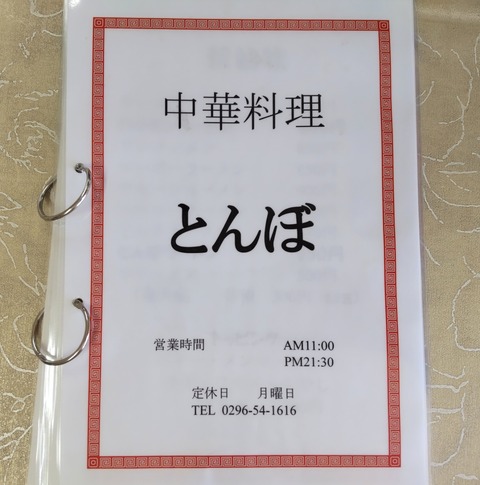 中華料理
とんぼ
営業時間 AM11:00
PM21:30
定休日 月曜日
TEL 0296-54-1616